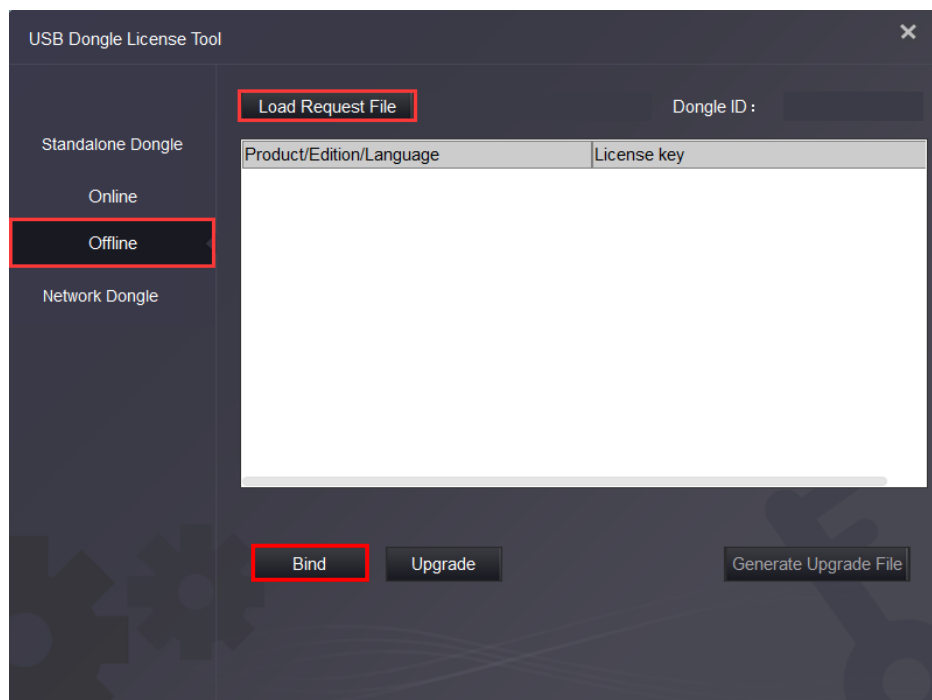 USB Dongle License Tool
Load Request File
Dongle ID :
Standalone Dongle
Product/Edition/Language
License key
Online
Offline
Network Dongle
Bind
Upgrade
Generate Upgrade File